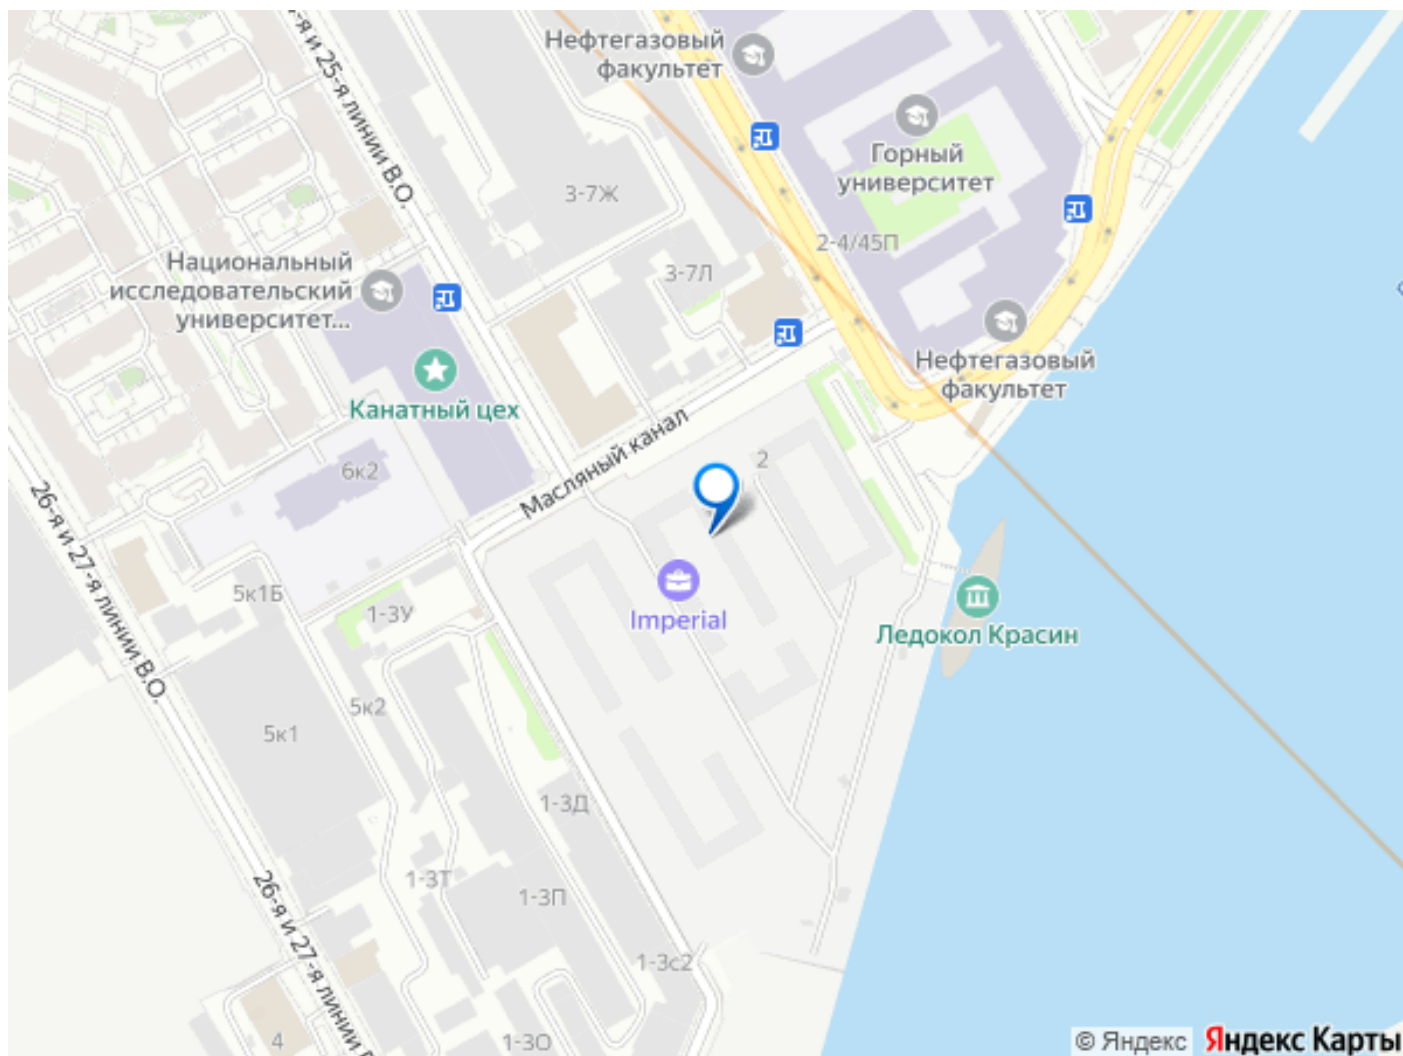 Нефтегазовый
факультет
-я и 25-я линии В.О.
Горный
университет
3-7Ж
2-4/45П
Национальный
исследовательский
университет...
3-7Л
Нефтегазовый
факультет
Канатный цех
Масляный канал
2
6к2
26-я и 27-я линии В.О.
5к1Б
1-3У
Imperial
Ледокол Красин
5к2
5к1
1-3Д
1-3Т
1-3П
26-я и 27-я линии
1-3с2
4
1-3О
© Яндекс Яндекс Карты